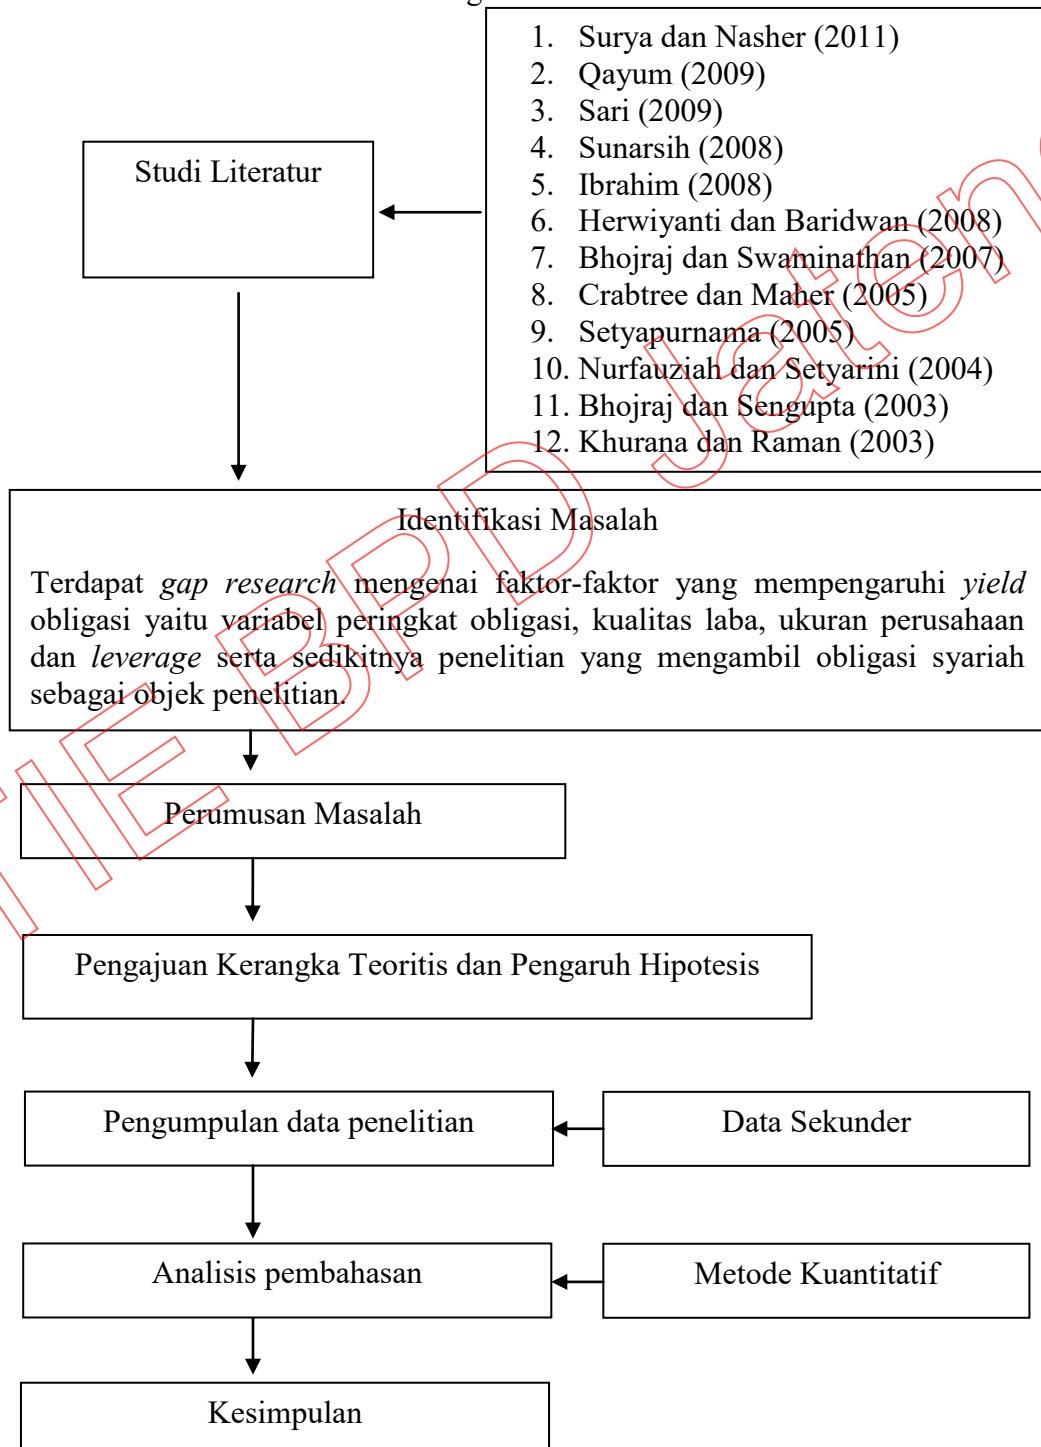 1. Surya dan Nasher (2011)
2. Qayum (2009)
3. Sari (2009)
4. Sunarsih (2008)
5. Ibrahim (2008)
6. Herwiyanti dan Baridwan (2008)
7. Bhojraj dan Swaminathan (2007)
8. Crabtree dan Maher (2005)
9. Setyapurnama (2005)
10. Nurfauziah dan Setyarini (2004)
11. Bhojraj dan Sengupta (2003)
12. Khurana dan Raman (2003)
Studi Literatur
Identifikasi Masalah
Terdapat gap research mengenai faktor-faktor yang mempengaruhi yield
obligasi yaitu variabel peringkat obligasi, kualitas laba, ukuran perusahaan
dan leverage serta sedikitnya penelitian yang mengambil obligasi syariah
sebagai objek penelitian.
Perumusan Masalah
Pengajuan Kerangka Teoritis dan Pengaruh Hipotesis
Pengumpulan data penelitian
Data Sekunder
Analisis pembahasan
Metode Kuantitatif
Kesimpulan
TIE BPD Jaten